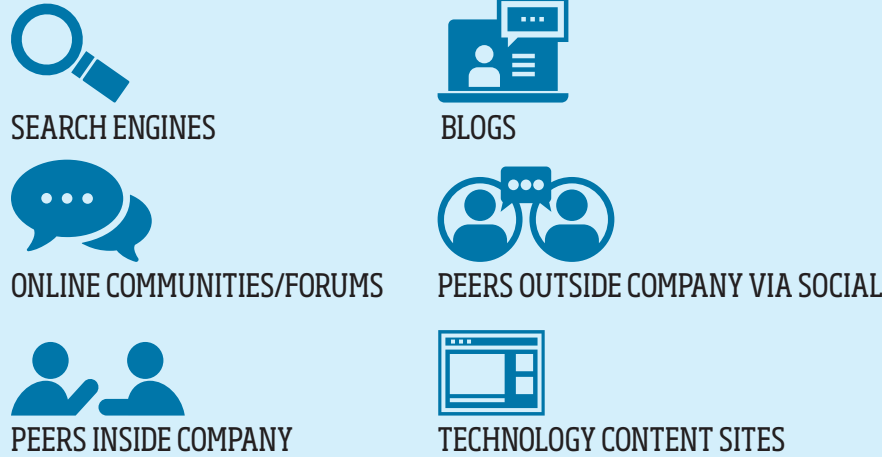 SEARCH ENGINES
BLOGS
ONLINE COMMUNITIES/FORUMS
PEERS OUTSIDE COMPANY VIA SOCIAL
PEERS INSIDE COMPANY
TECHNOLOGY CONTENT SITES